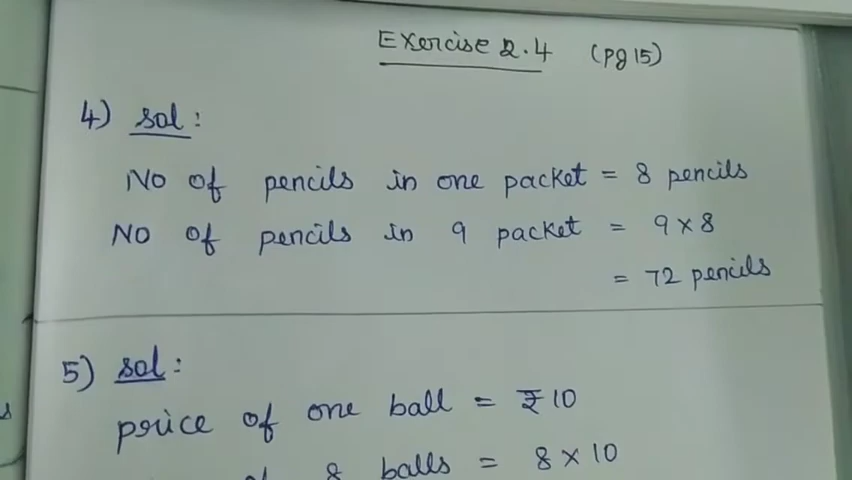 Exercise 2.4 (pg 15)
4) sol:
No of pencils in one packet = 8 pencils
No of pencils in 9 packet = 9 × 8
= 72 pencils
5) sol:
price of one ball = ₹10
8 balls = 8 × 10